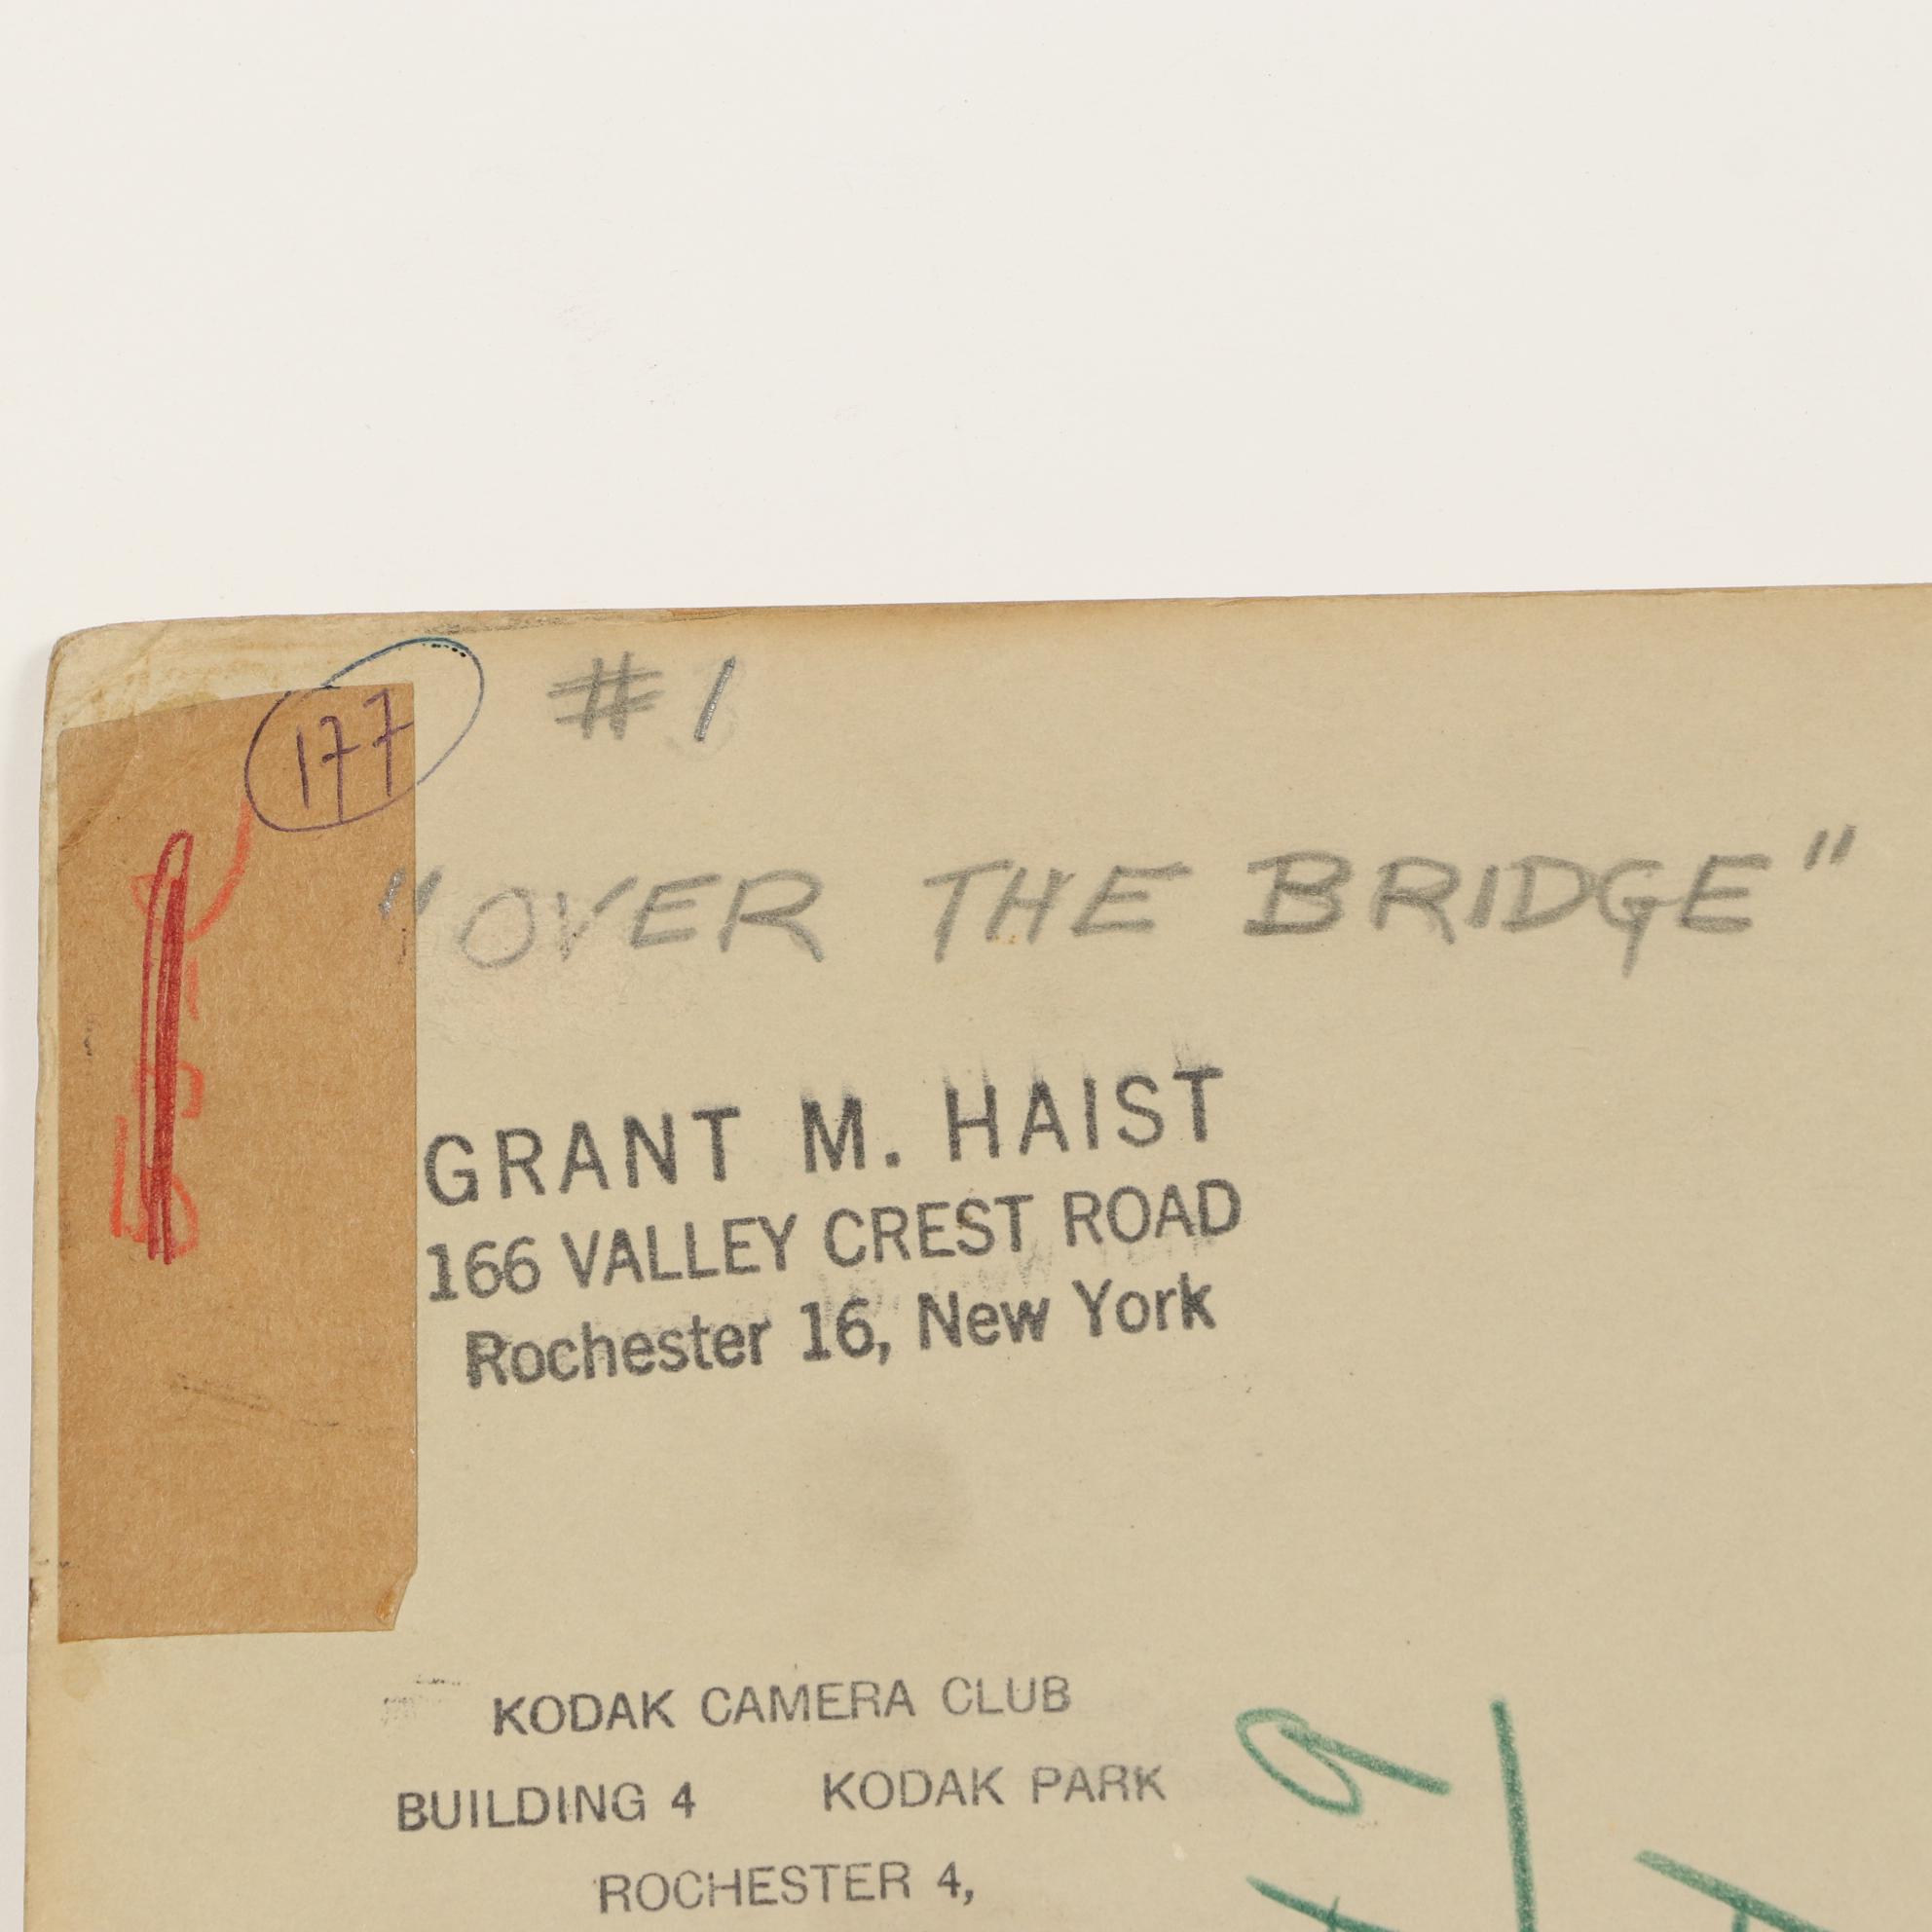 177
#1
"OVER THE BRIDGE"
GRANT M. HAIST
166 VALLEY CREST ROAD
Rochester 16, New York
KODAK CAMERA CLUB
BUILDING 4 KODAK PARK
ROCHESTER 4,